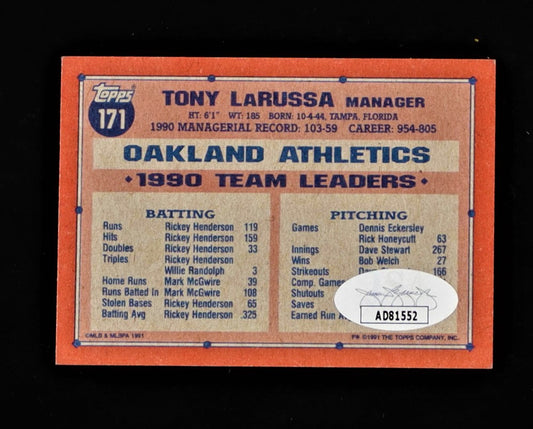 Topps
171
TONY LaRUSSA MANAGER
HT: 6'1" WT: 185 BORN: 10-4-44, TAMPA, FLORIDA
1990 MANAGERIAL RECORD: 103-59 CAREER: 954-805
OAKLAND ATHLETICS
• 1990 TEAM LEADERS •
BATTING
Runs Rickey Henderson 119
Hits Rickey Henderson 159
Doubles Rickey Henderson 33
Triples Rickey Henderson
Willie Randolph 3
Home Runs Mark McGwire 39
Runs Batted In Mark McGwire 108
Stolen Bases Rickey Henderson 65
Batting Avg Rickey Henderson .325
PITCHING
Games Dennis Eckersley
Rick Honeycutt 63
Innings Dave Stewart 267
Wins Bob Welch 27
Strikeouts Dave Stewart 166
Comp. Games
Shutouts
Saves
Earned Run A
AD81552
©MLB & MLBPA 1991
©1991 THE TOPPS COMPANY, INC.